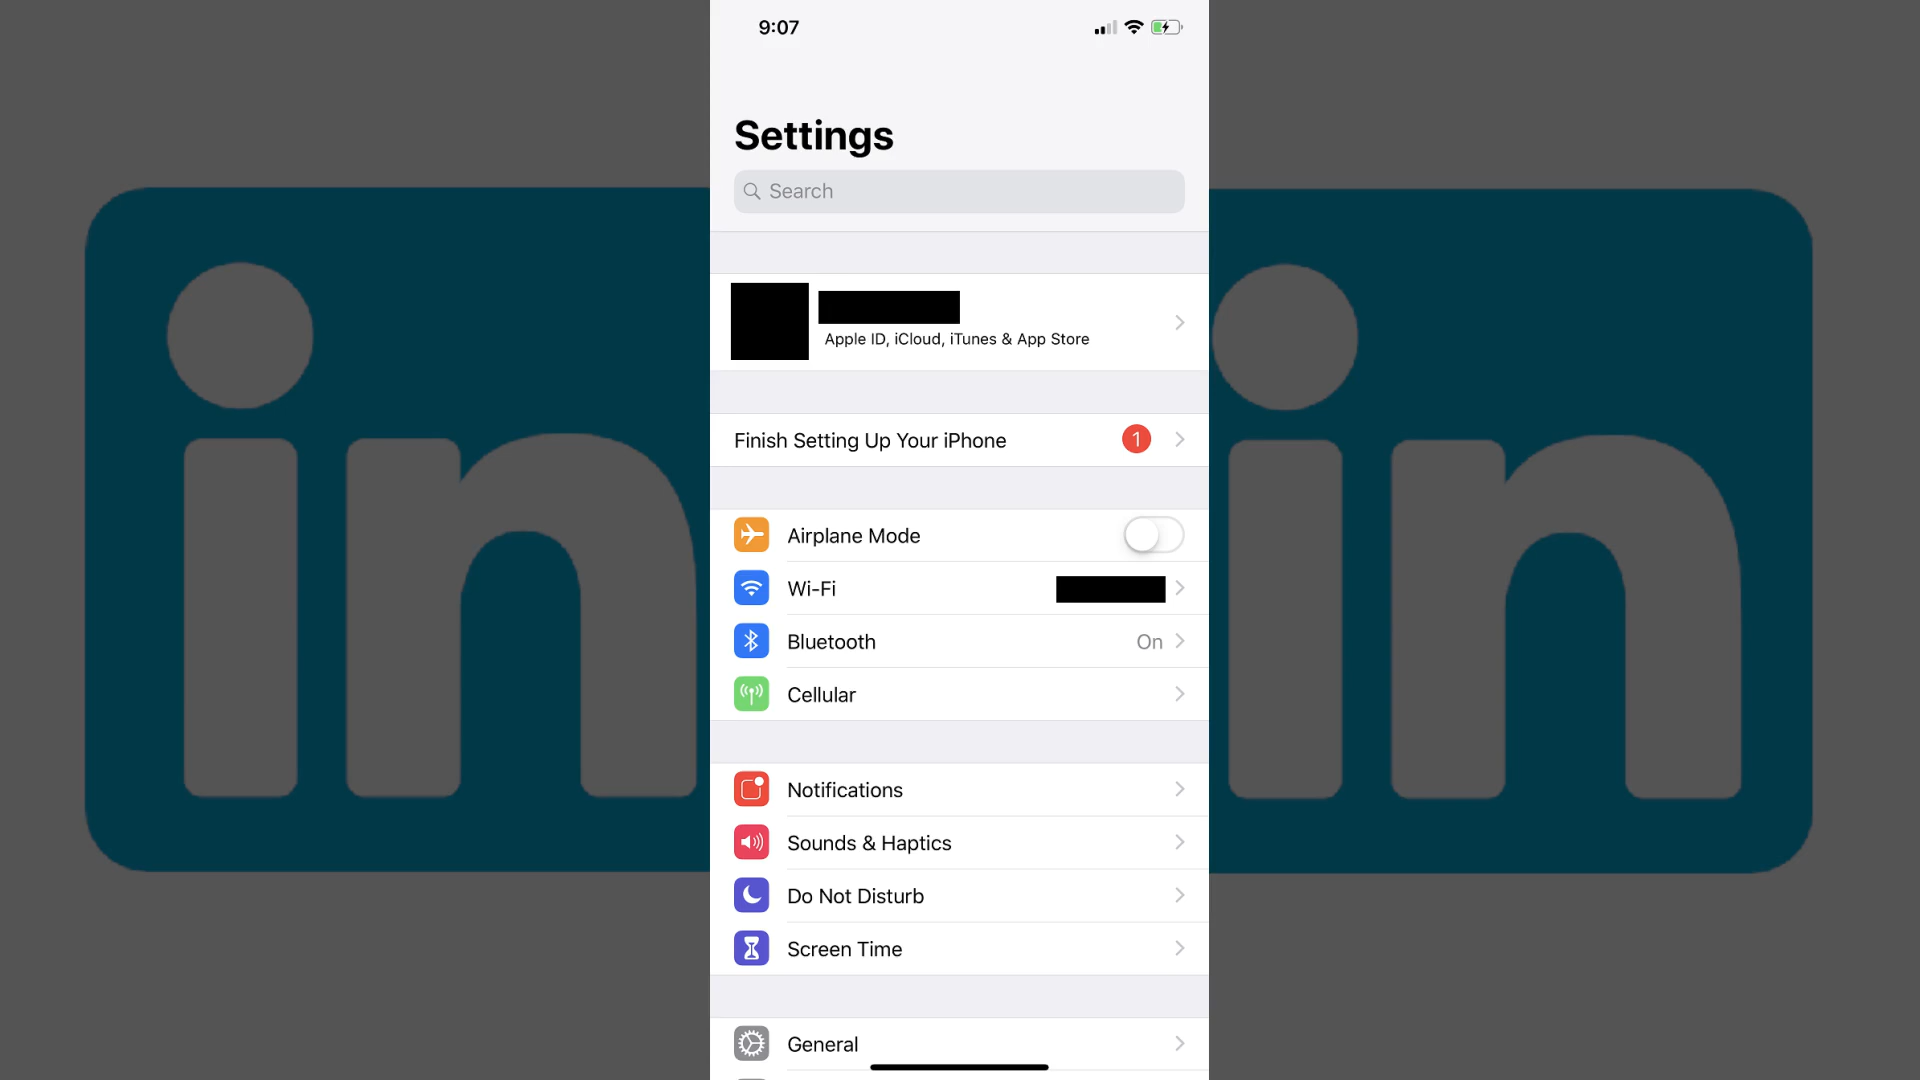 9:07
Settings
Search
Apple ID, iCloud, iTunes & App Store
Finish Setting Up Your iPhone 1
Airplane Mode
Wi-Fi
Bluetooth On
Cellular
Notifications
Sounds & Haptics
Do Not Disturb
Screen Time
General
in
in